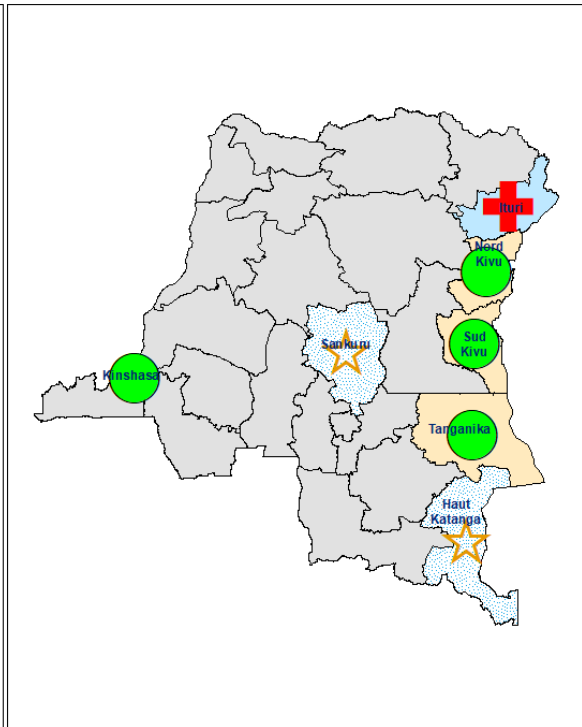 Ituri
Nord
Kivu
Sud
Kivu
Sankuru
Kinshasa
Tanganika
Haut
Katanga